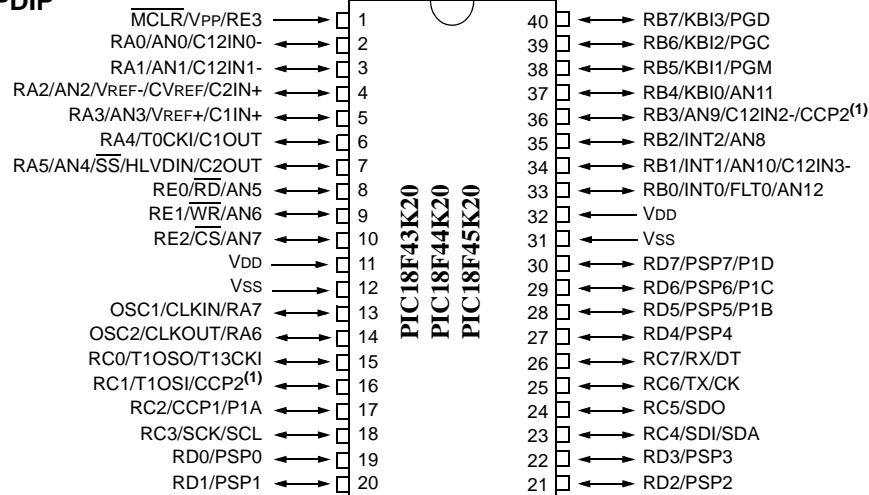 PDIP
MCLR/VPP/RE3 1
RA0/AN0/C12IN0- 2
RA1/AN1/C12IN1- 3
RA2/AN2/VREF-/CVREF/C2IN+ 4
RA3/AN3/VREF+/C1IN+ 5
RA4/T0CKI/C1OUT 6
RA5/AN4/SS/HLVDIN/C2OUT 7
RE0/RD/AN5 8
RE1/WR/AN6 9
RE2/CS/AN7 10
VDD 11
VSS 12
OSC1/CLKIN/RA7 13
OSC2/CLKOUT/RA6 14
RC0/T1OSO/T13CKI 15
RC1/T1OSI/CCP2(1) 16
RC2/CCP1/P1A 17
RC3/SCK/SCL 18
RD0/PSP0 19
RD1/PSP1 20
PIC18F43K20
PIC18F44K20
PIC18F45K20
40 RB7/KBI3/PGD
39 RB6/KBI2/PGC
38 RB5/KBI1/PGM
37 RB4/KBI0/AN11
36 RB3/AN9/C12IN2-/CCP2(1)
35 RB2/INT2/AN8
34 RB1/INT1/AN10/C12IN3-
33 RB0/INT0/FLT0/AN12
32 VDD
31 VSS
30 RD7/PSP7/P1D
29 RD6/PSP6/P1C
28 RD5/PSP5/P1B
27 RD4/PSP4
26 RC7/RX/DT
25 RC6/TX/CK
24 RC5/SDO
23 RC4/SDI/SDA
22 RD3/PSP3
21 RD2/PSP2